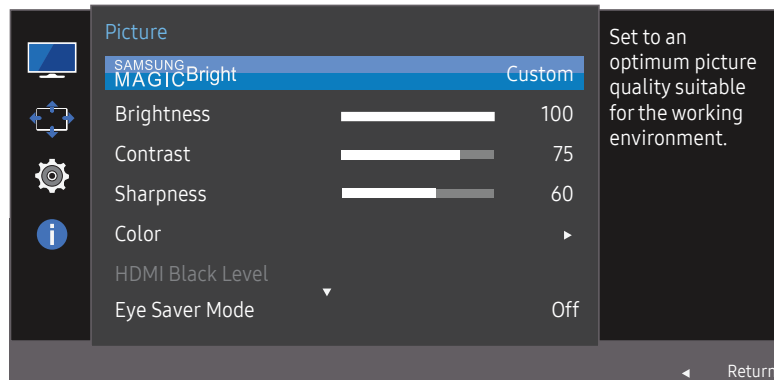 Picture
SAMSUNG
MAGICBright Custom
Brightness 100
Contrast 75
Sharpness 60
Color ▸
HDMI Black Level
▾
Eye Saver Mode Off
Set to an
optimum picture
quality suitable
for the working
environment.
◂ Return